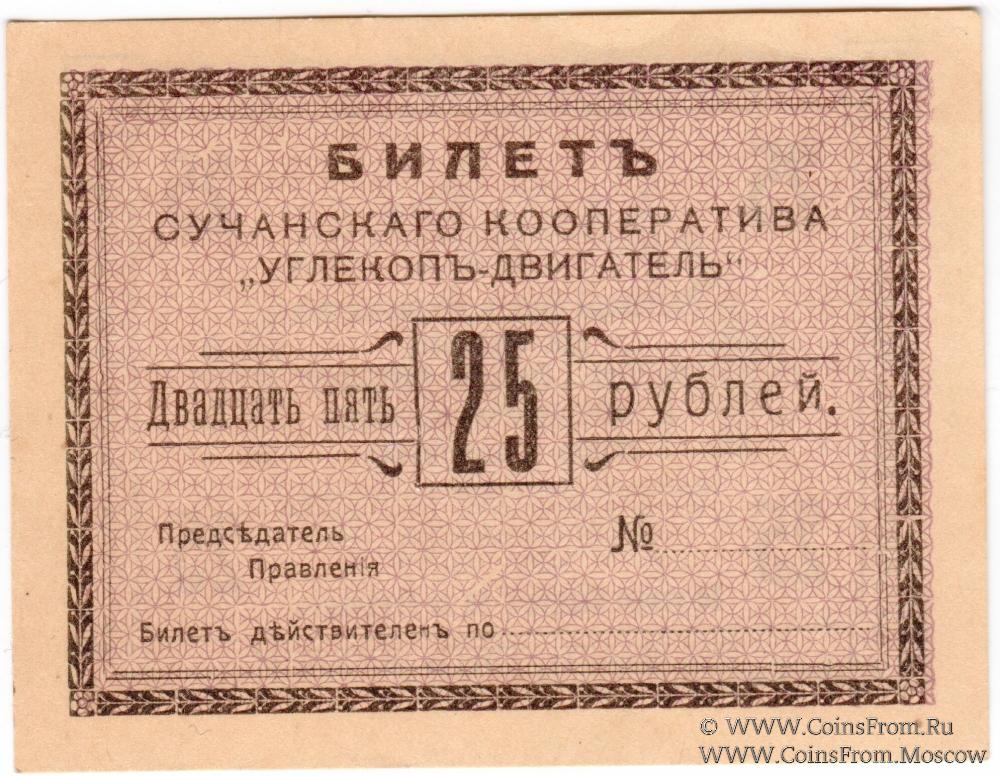 БИЛЕТЪ
СУЧАНСКАГО КООПЕРАТИВА
„УГЛЕКОПЪ-ДВИГАТЕЛЬ“
Двадцать пять 25 рублей.
Предсѣдатель №
Правленія
Билетъ дѣйствителенъ по
© WWW.CoinsFrom.Ru
WWW.CoinsFrom.Moscow